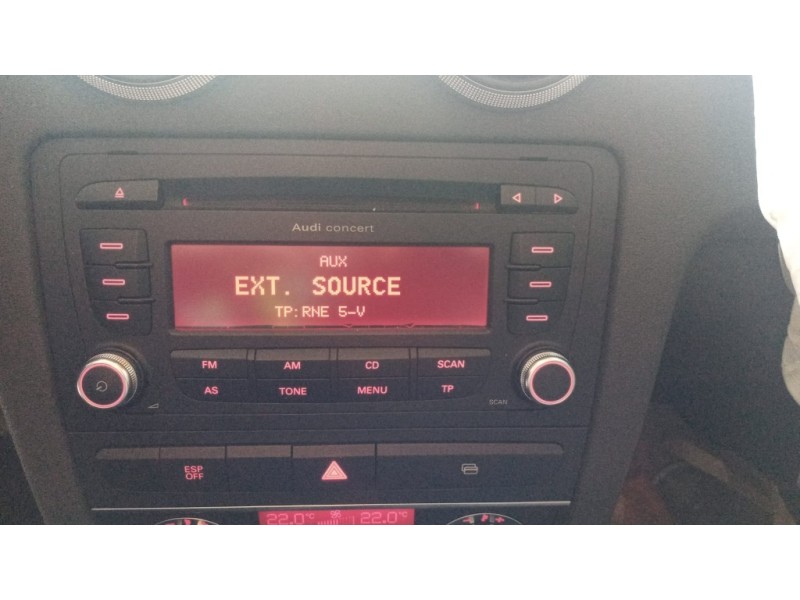 Audi concert
AUX
EXT. SOURCE
TP:RNE 5-V
FM AM CD SCAN
AS TONE MENU TP
SCAN
ESP
OFF
22.0°C 22.0°C